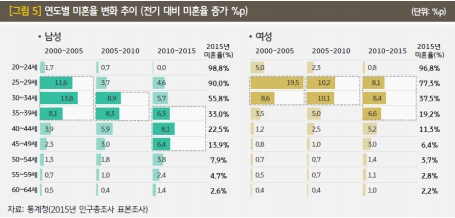 [그림 5] 연도별 미혼율 변화 추이 (전기 대비 미혼율 증가 %p) (단위: %p)
• 남성
2000~2005 2005~2010 2010~2015 2015년 미혼율(%)
20~24세 1.7 0.7 0.0 98.8%
25~29세 11.6 3.7 4.6 90.0%
30~34세 13.8 8.9 5.7 55.8%
35~39세 8.1 8.3 6.3 33.0%
40~44세 3.9 5.9 8.1 22.5%
45~49세 2.3 3.0 6.4 13.9%
50~54세 1.3 1.8 3.8 7.9%
55~59세 0.7 1.2 2.4 4.7%
60~64세 0.5 0.4 1.4 2.6%
• 여성
2000~2005 2005~2010 2010~2015 2015년 미혼율(%)
5.0 2.3 0.8 96.8%
19.5 10.2 8.1 77.3%
8.6 10.1 8.4 37.5%
3.5 5.0 6.6 19.2%
1.2 2.5 5.2 11.3%
0.8 1.0 3.0 6.4%
0.7 0.7 1.4 3.7%
0.7 0.7 1.0 2.8%
0.4 0.4 1.0 2.2%
자료: 통계청(2015년 인구총조사 표본조사)